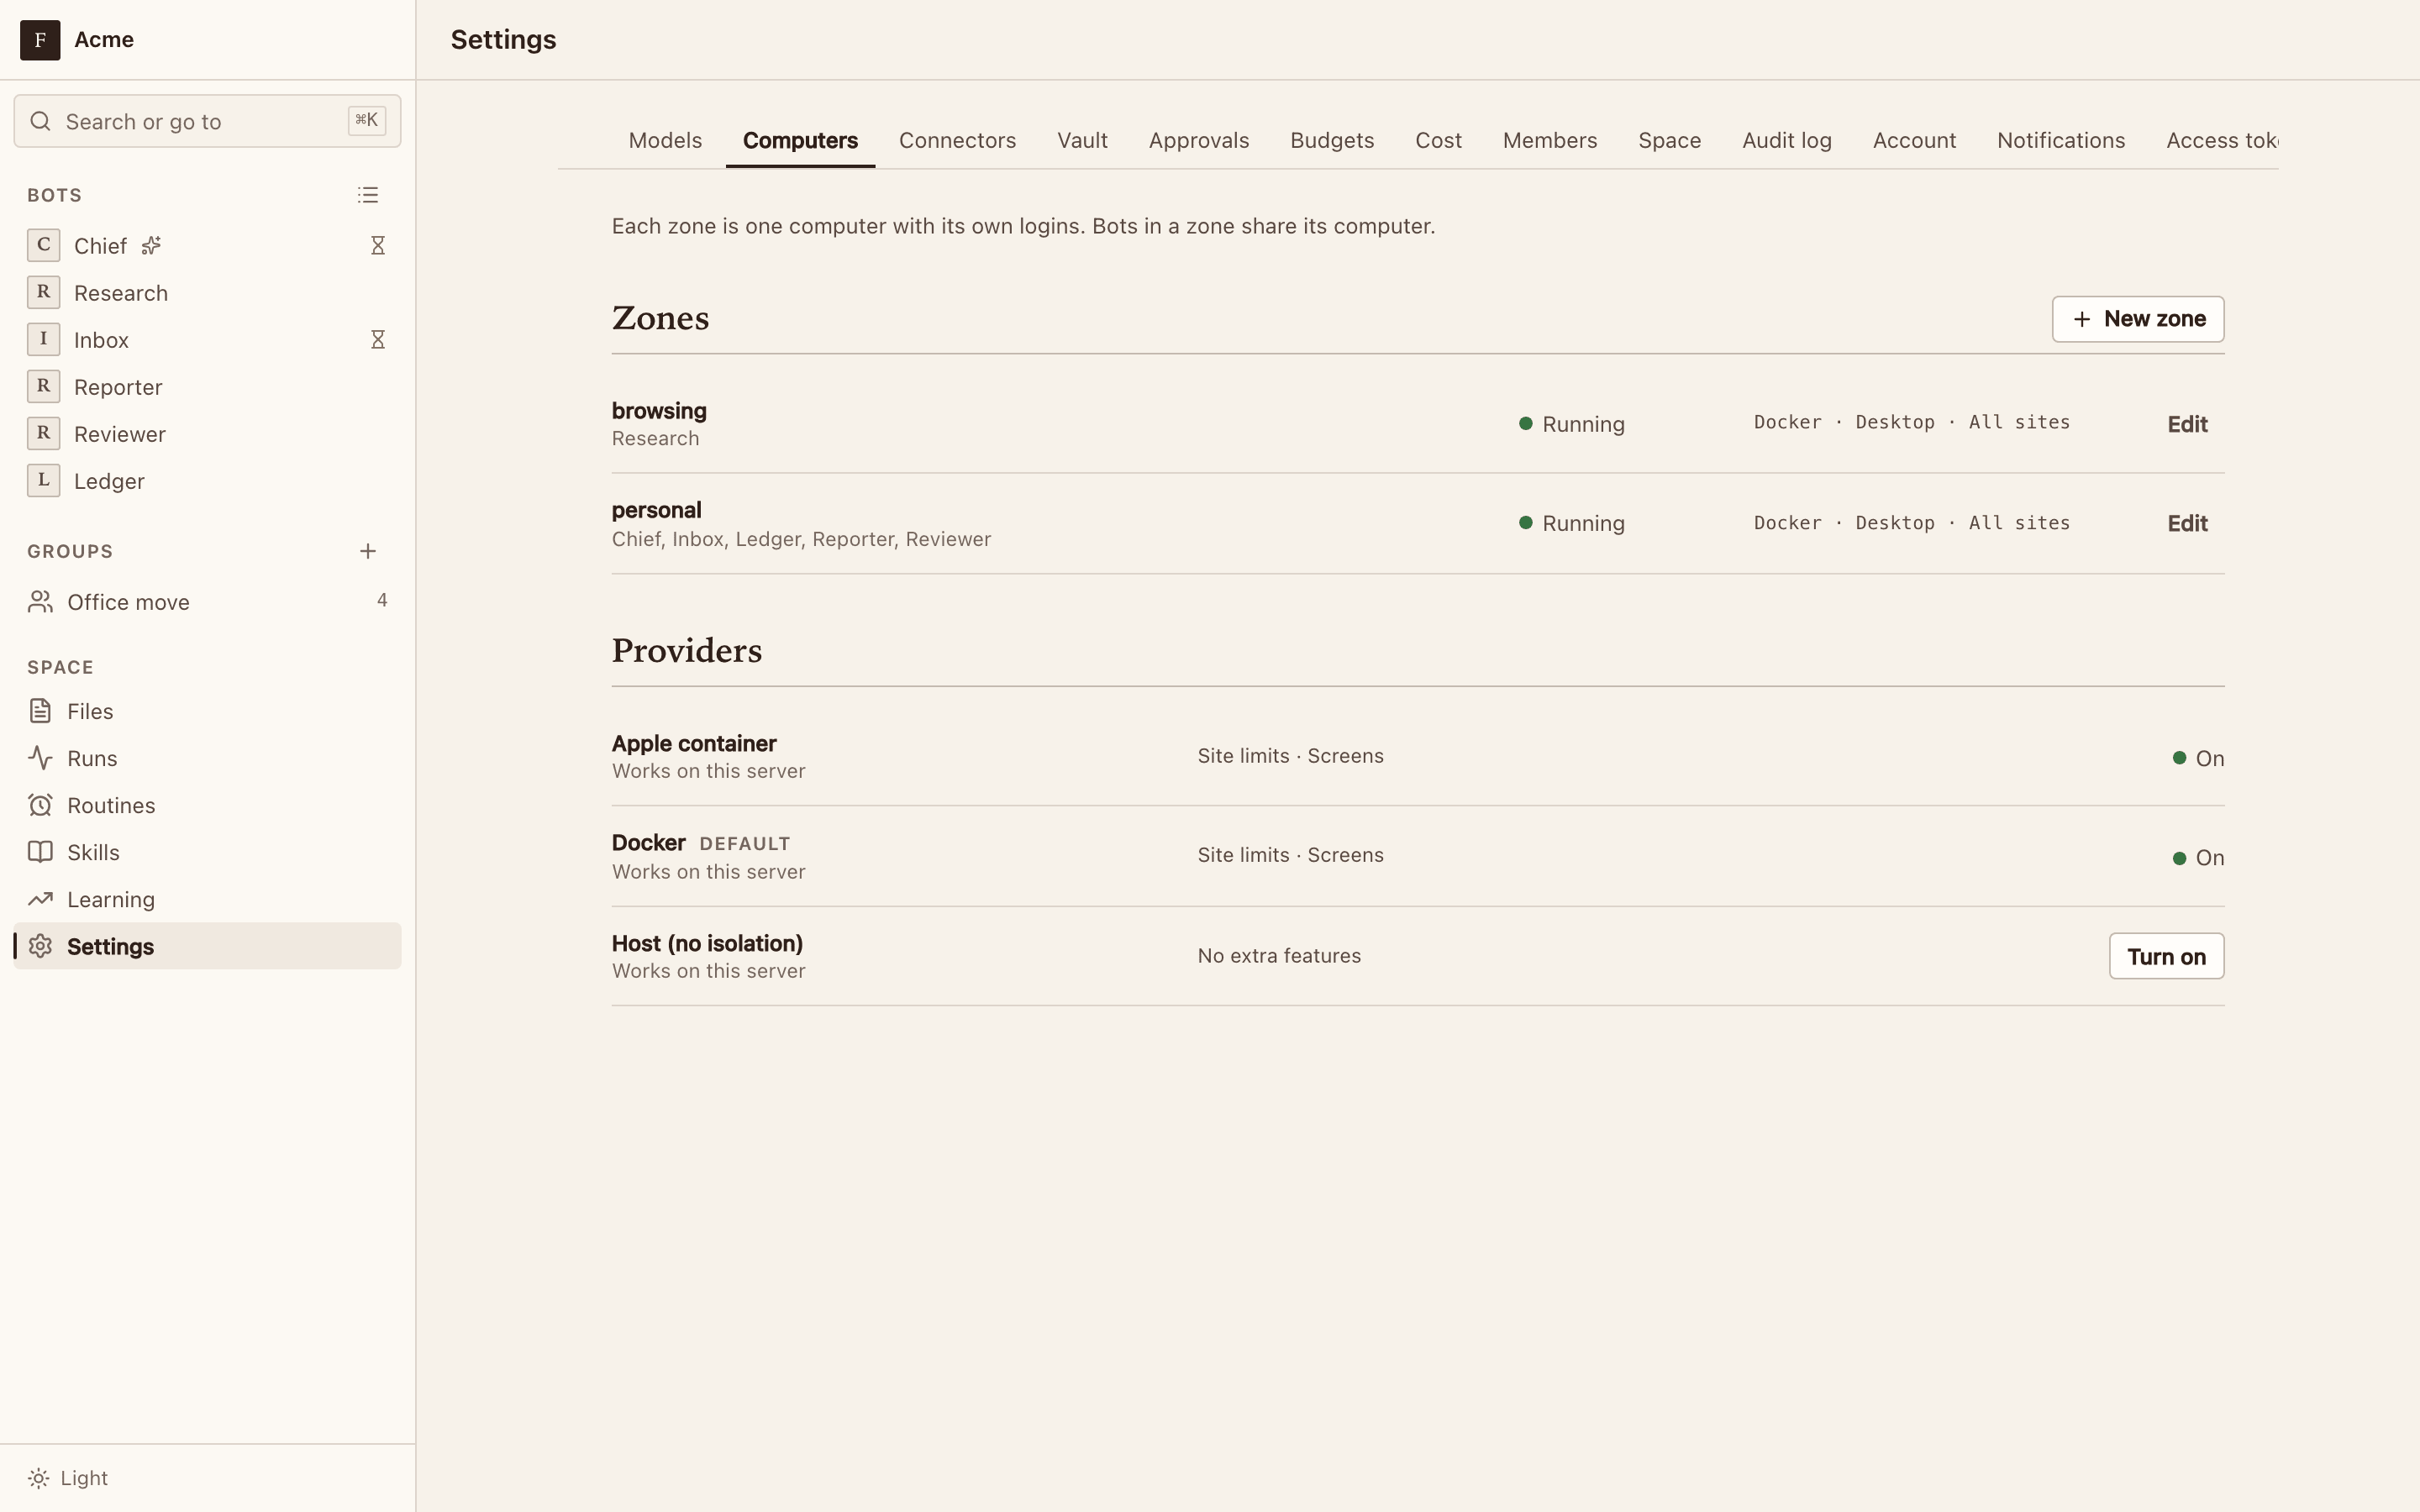 F Acme
Settings
Search or go to ⌘K
BOTS
C Chief
R Research
I Inbox
R Reporter
R Reviewer
L Ledger
GROUPS
Office move 4
SPACE
Files
Runs
Routines
Skills
Learning
Settings
Light
Models Computers Connectors Vault Approvals Budgets Cost Members Space Audit log Account Notifications Access tok
Each zone is one computer with its own logins. Bots in a zone share its computer.
Zones
New zone
browsing
Research
Running
Docker · Desktop · All sites
Edit
personal
Chief, Inbox, Ledger, Reporter, Reviewer
Running
Docker · Desktop · All sites
Edit
Providers
Apple container
Works on this server
Site limits · Screens
On
Docker DEFAULT
Works on this server
Site limits · Screens
On
Host (no isolation)
Works on this server
No extra features
Turn on